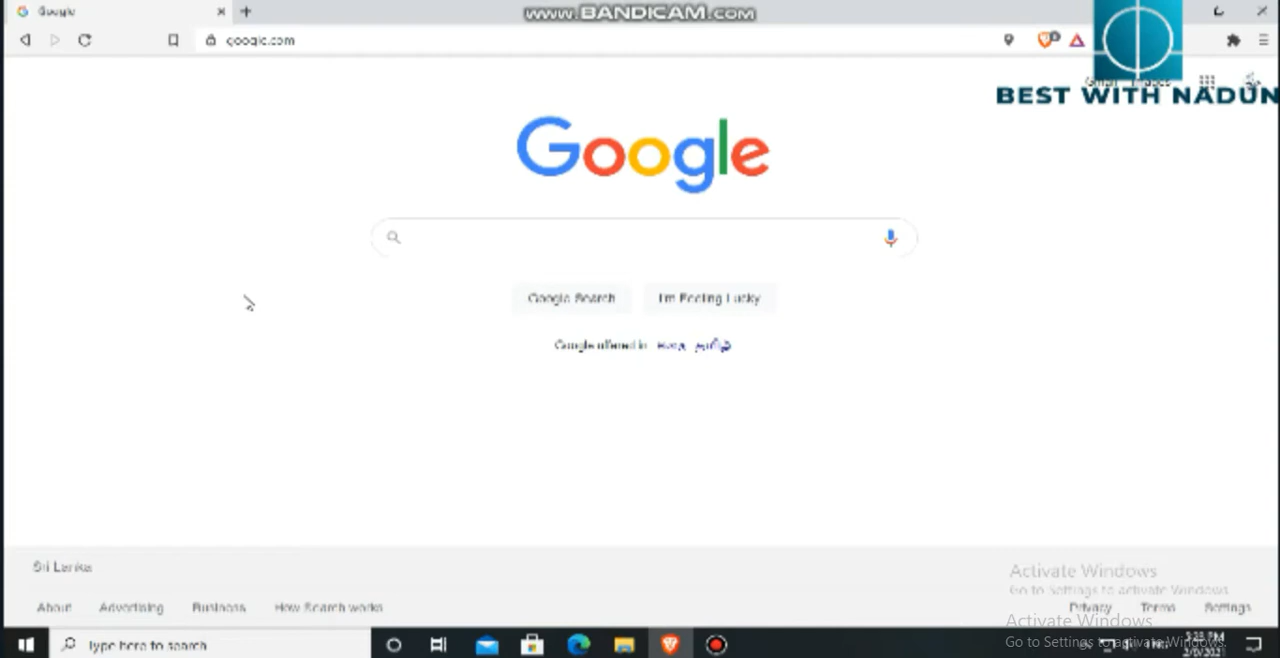 Google
www.BANDICAM.com
google.com
Gmail Images
BEST WITH NADUN
Google
Google Search I'm Feeling Lucky
Google offered in தமிழ்
Sri Lanka
Activate Windows
Go to Settings to activate Windows.
About Advertising Business How Search works
Privacy Terms Settings
Activate Windows
Go to Settings to activate Windows.
Type here to search